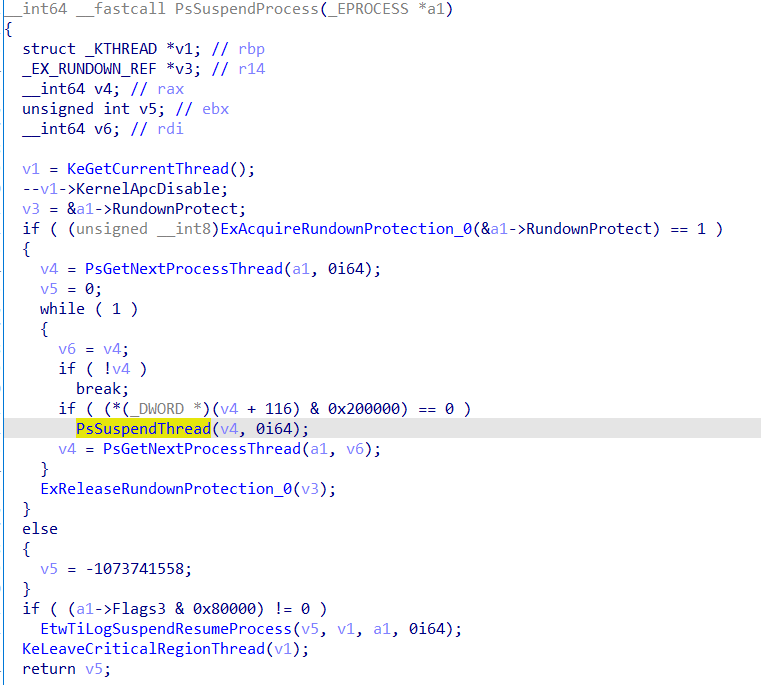 __int64 __fastcall PsSuspendProcess(_EPROCESS *a1)
{
  struct _KTHREAD *v1; // rbp
  _EX_RUNDOWN_REF *v3; // r14
  __int64 v4; // rax
  unsigned int v5; // ebx
  __int64 v6; // rdi

  v1 = KeGetCurrentThread();
  --v1->KernelApcDisable;
  v3 = &a1->RundownProtect;
  if ( (unsigned __int8)ExAcquireRundownProtection_0(&a1->RundownProtect) == 1 )
  {
    v4 = PsGetNextProcessThread(a1, 0i64);
    v5 = 0;
    while ( 1 )
    {
      v6 = v4;
      if ( !v4 )
        break;
      if ( (*(_DWORD *)(v4 + 116) & 0x200000) == 0 )
        PsSuspendThread(v4, 0i64);
      v4 = PsGetNextProcessThread(a1, v6);
    }
    ExReleaseRundownProtection_0(v3);
  }
  else
  {
    v5 = -1073741558;
  }
  if ( (a1->Flags3 & 0x80000) != 0 )
    EtwTiLogSuspendResumeProcess(v5, v1, a1, 0i64);
  KeLeaveCriticalRegionThread(v1);
  return v5;